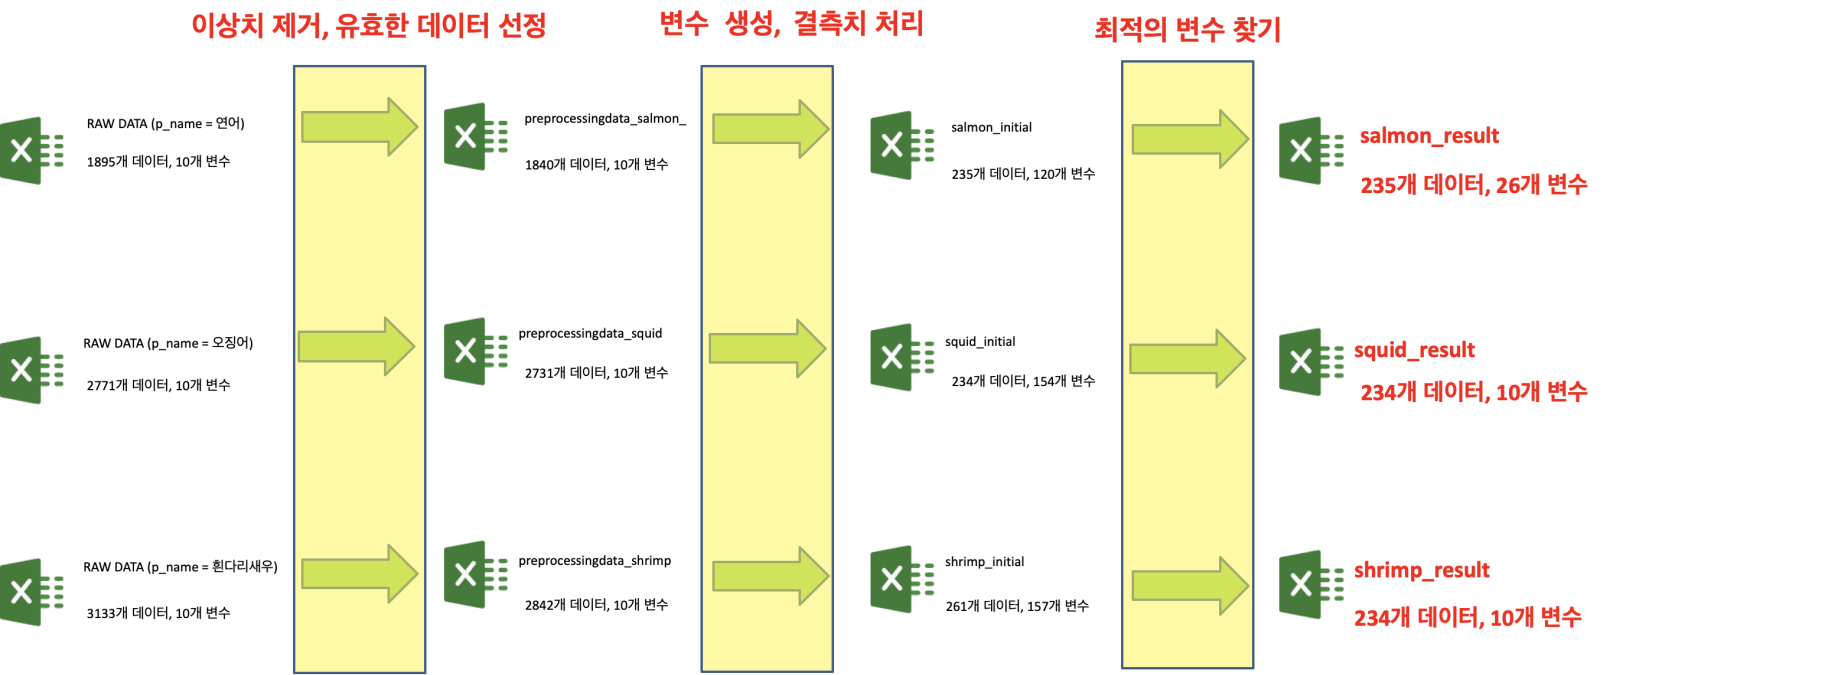 이상치 제거, 유효한 데이터 선정
변수 생성, 결측치 처리
최적의 변수 찾기
RAW DATA (p_name = 연어)
1895개 데이터, 10개 변수
preprocessingdata_salmon_
1840개 데이터, 10개 변수
salmon_initial
235개 데이터, 120개 변수
salmon_result
235개 데이터, 26개 변수
RAW DATA (p_name = 오징어)
2771개 데이터, 10개 변수
preprocessingdata_squid
2731개 데이터, 10개 변수
squid_initial
234개 데이터, 154개 변수
squid_result
234개 데이터, 10개 변수
RAW DATA (p_name = 흰다리새우)
3133개 데이터, 10개 변수
preprocessingdata_shrimp
2842개 데이터, 10개 변수
shrimp_initial
261개 데이터, 157개 변수
shrimp_result
234개 데이터, 10개 변수